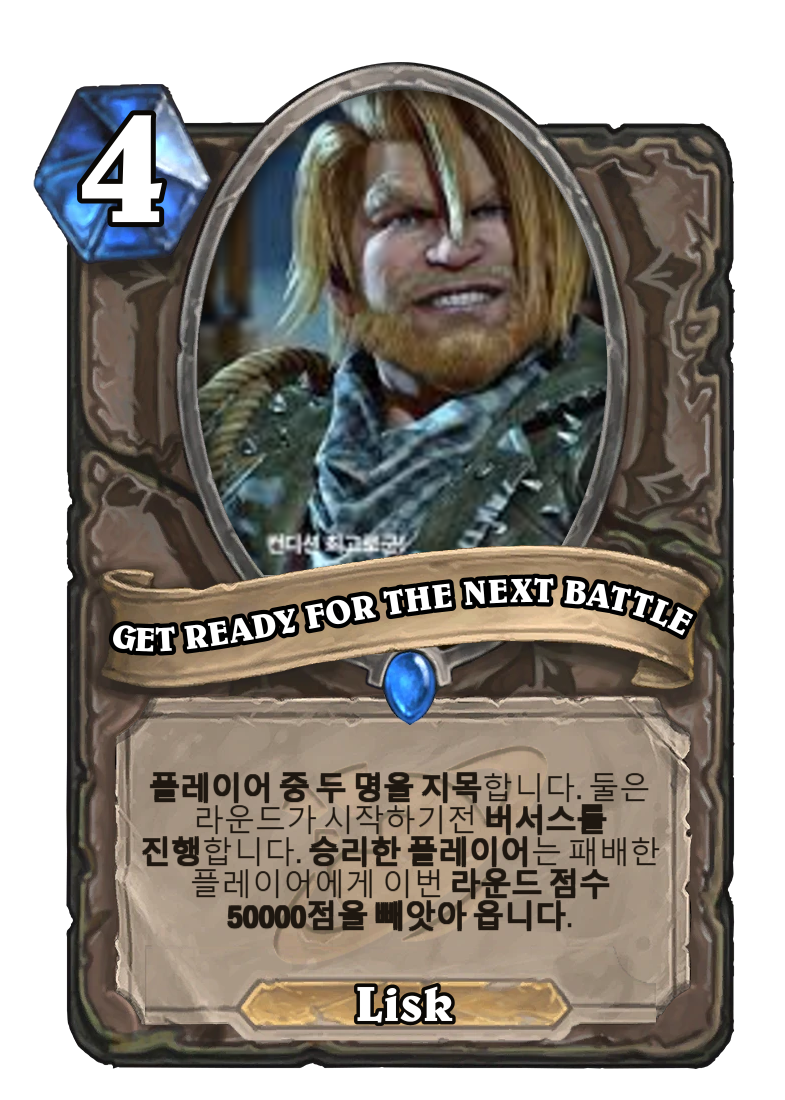 4
컨디션 최고로군!
GET READY FOR THE NEXT BATTLE
플레이어 중 두 명을 지목합니다. 둘은
라운드가 시작하기전 버서스를
진행합니다. 승리한 플레이어는 패배한
플레이어에게 이번 라운드 점수
50000점을 빼앗아 옵니다.
Lisk